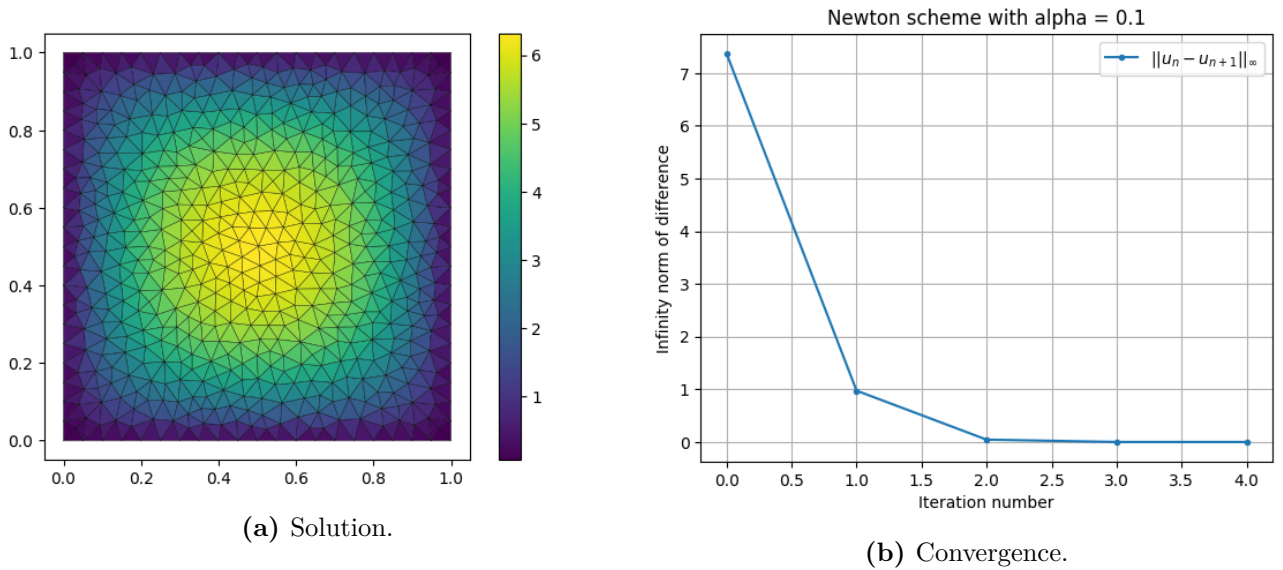 1.0
0.8
0.6
0.4
0.2
0.0
0.0 0.2 0.4 0.6 0.8 1.0
6
5
4
3
2
1
(a) Solution.
Newton scheme with alpha = 0.1
||u_n − u_{n+1}||_∞
Infinity norm of difference
7
6
5
4
3
2
1
0
0.0 0.5 1.0 1.5 2.0 2.5 3.0 3.5 4.0
Iteration number
(b) Convergence.